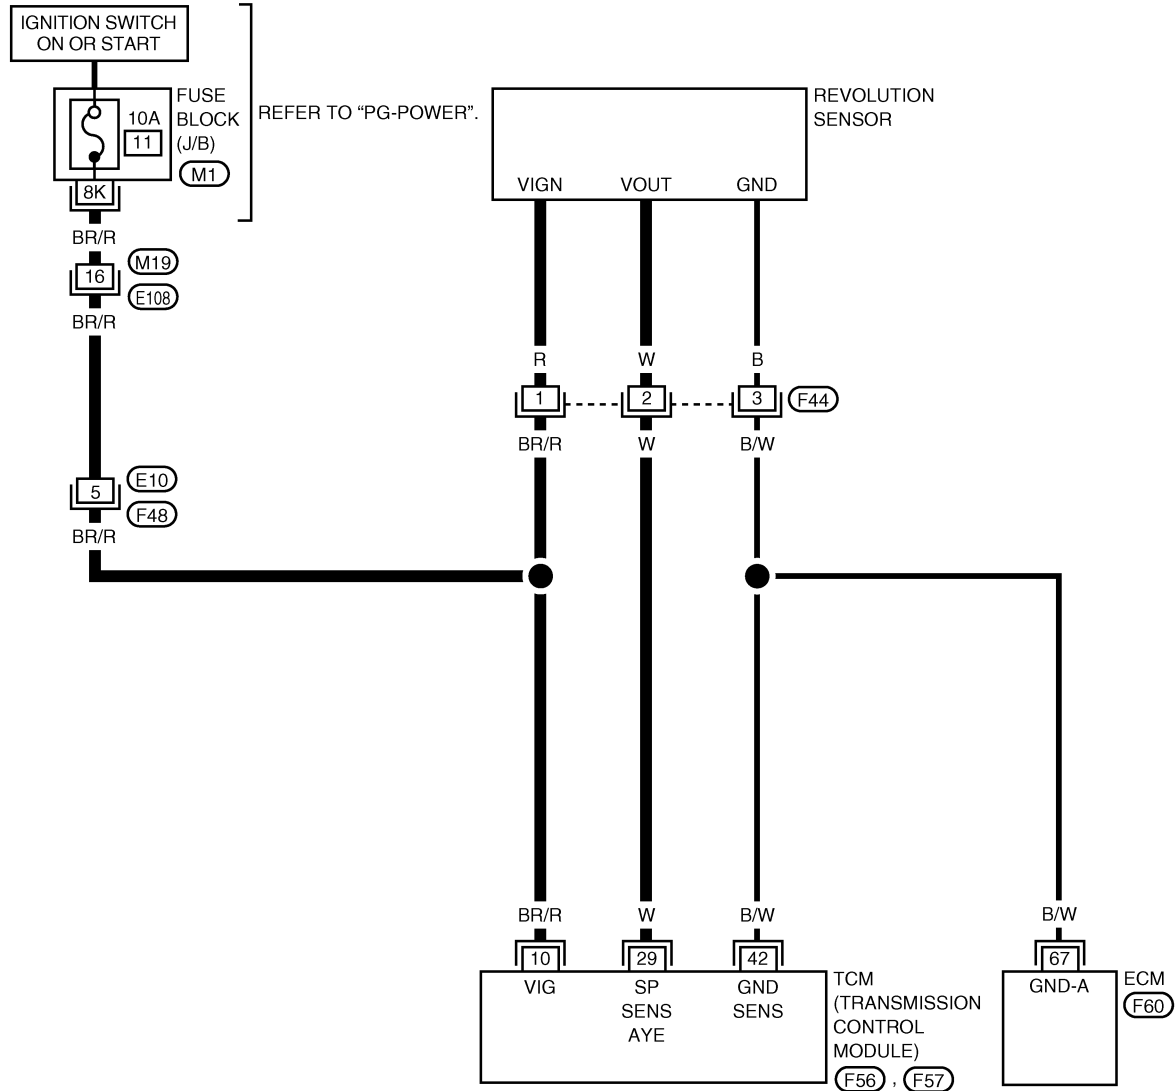 IGNITION SWITCH
ON OR START
FUSE
BLOCK
(J/B)
10A
11
M1
8K
REFER TO “PG-POWER”.
BR/R
16
M19
E108
BR/R
5
E10
F48
BR/R
REVOLUTION
SENSOR
VIGN VOUT GND
R W B
1 2 3 F44
BR/R W B/W
BR/R W B/W B/W
10 29 42 67
VIG
SP
SENS
AYE
GND
SENS
TCM
(TRANSMISSION
CONTROL
MODULE)
F56 , F57
GND-A
ECM
F60